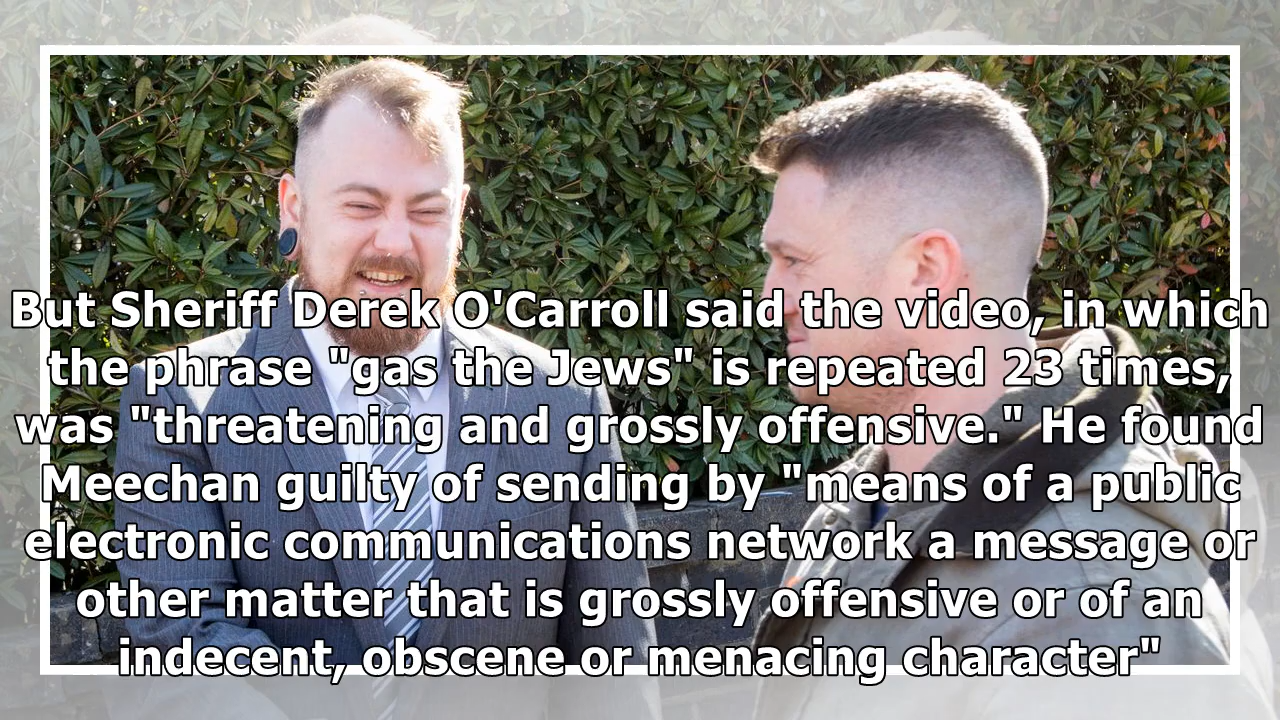 But Sheriff Derek O'Carroll said the video, in which
the phrase "gas the Jews" is repeated 23 times,
was "threatening and grossly offensive." He found
Meechan guilty of sending by "means of a public
electronic communications network a message or
other matter that is grossly offensive or of an
indecent, obscene or menacing character"